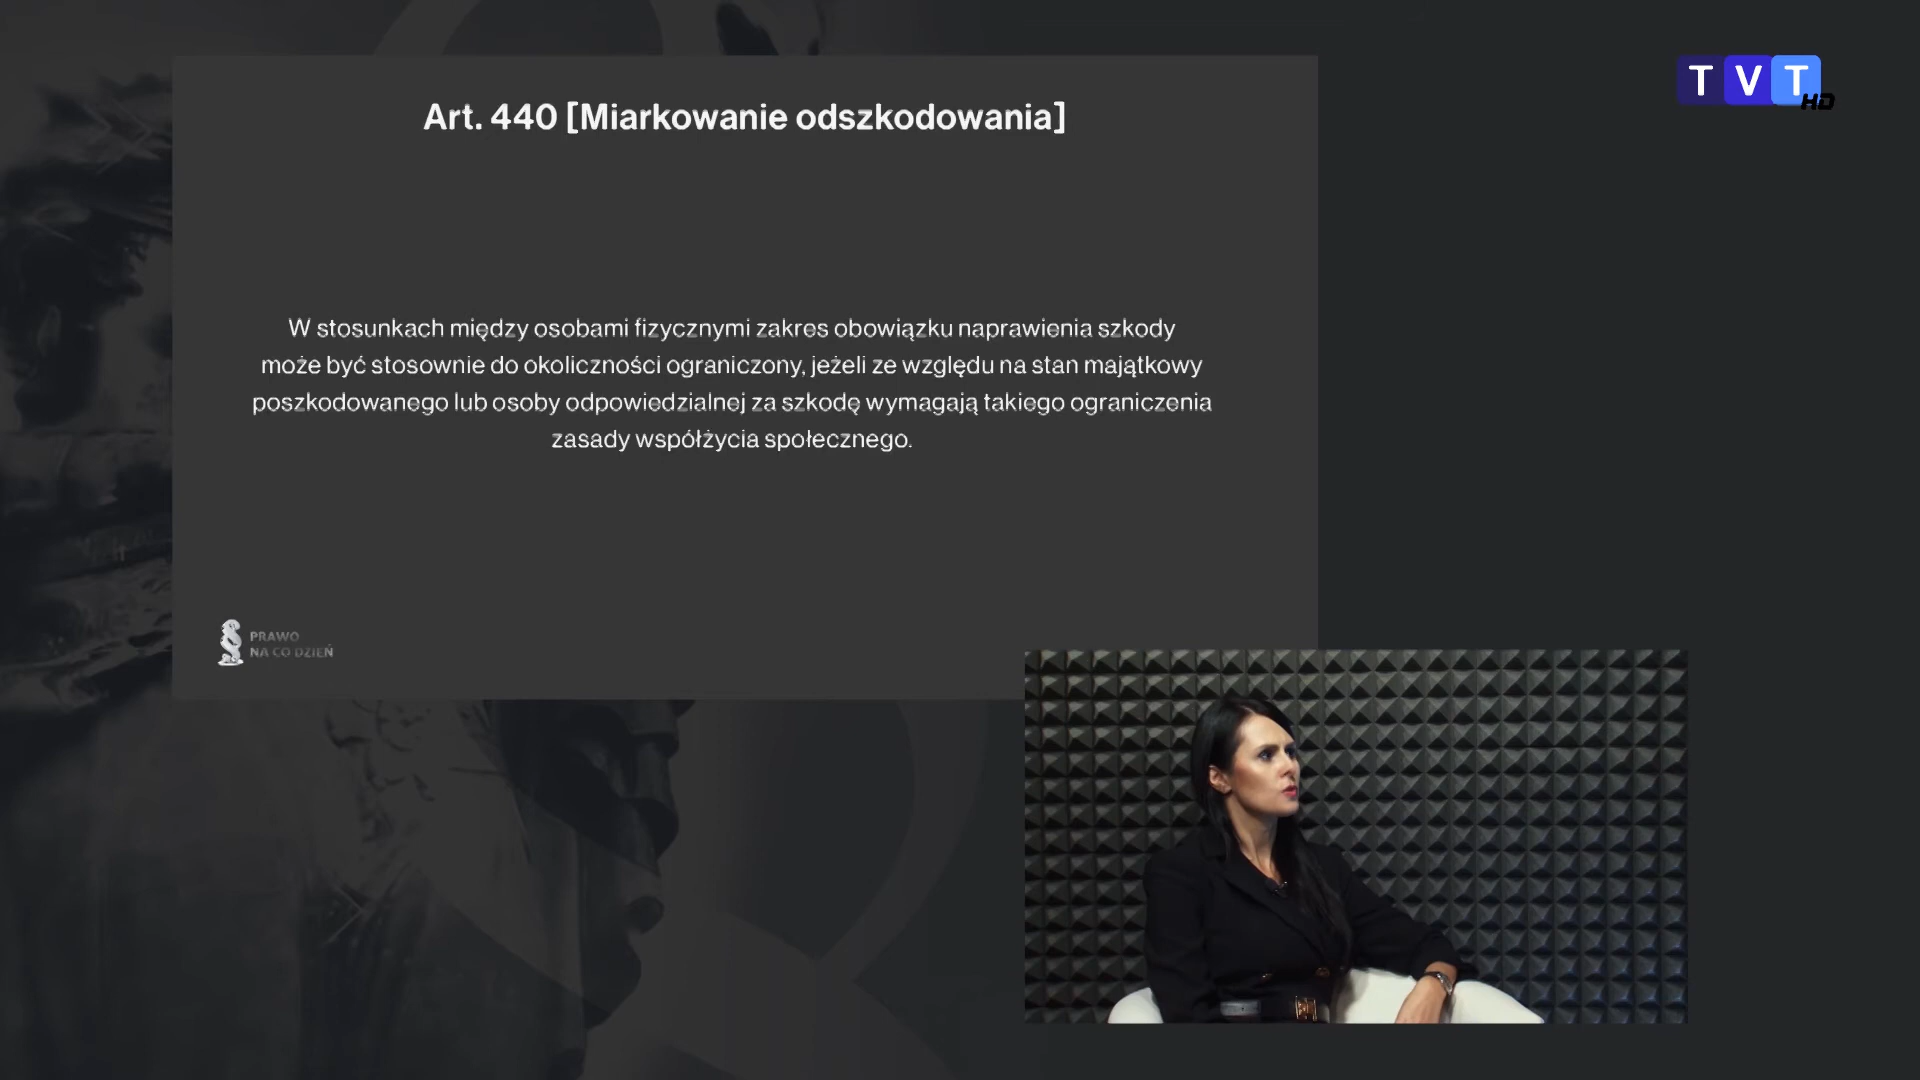 Art. 440 [Miarkowanie odszkodowania]
TVT HD
W stosunkach między osobami fizycznymi zakres obowiązku naprawienia szkody
może być stosownie do okoliczności ograniczony, jeżeli ze względu na stan majątkowy
poszkodowanego lub osoby odpowiedzialnej za szkodę wymagają takiego ograniczenia
zasady współżycia społecznego.
PRAWO
NA CO DZIEŃ